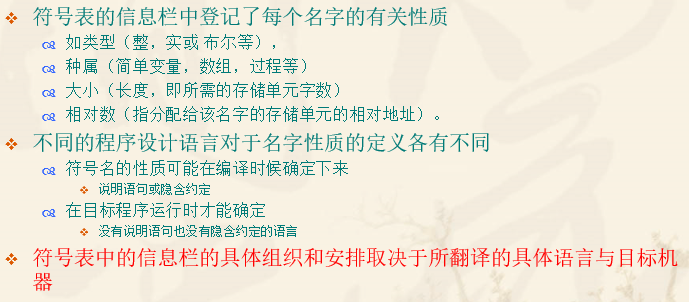 符号表的信息栏中登记了每个名字的有关性质
如类型（整，实或 布尔等），
种属（简单变量，数组，过程等）
大小（长度，即所需的存储单元字数）
相对数（指分配给该名字的存储单元的相对地址）。
不同的程序设计语言对于名字性质的定义各有不同
符号名的性质可能在编译时候确定下来
说明语句或隐含约定
在目标程序运行时才能确定
没有说明语句也没有隐含约定的语言
符号表中的信息栏的具体组织和安排取决于所翻译的具体语言与目标机
器